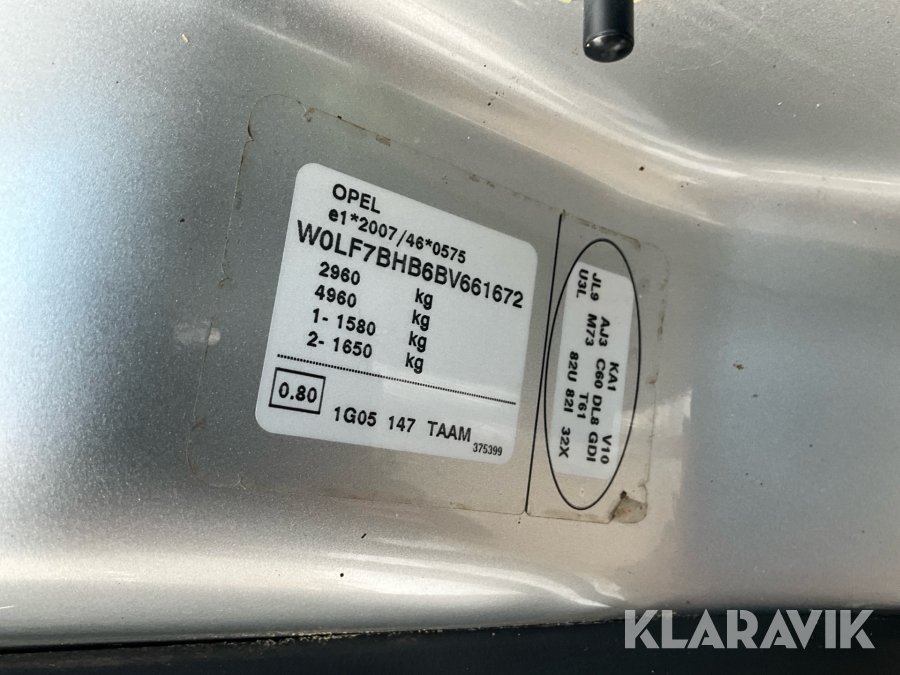 OPEL
e1*2007/46*0575
W0LF7BHB6BV661672
2960 kg
4960 kg
1- 1580 kg
2- 1650 kg
0.80
1G05 147 TAAM
375399
KA1 V10
AJ3 C60 DL8 GDI
JL9 M73 T61
U3L 82U 82I 32X
KLARAVIK